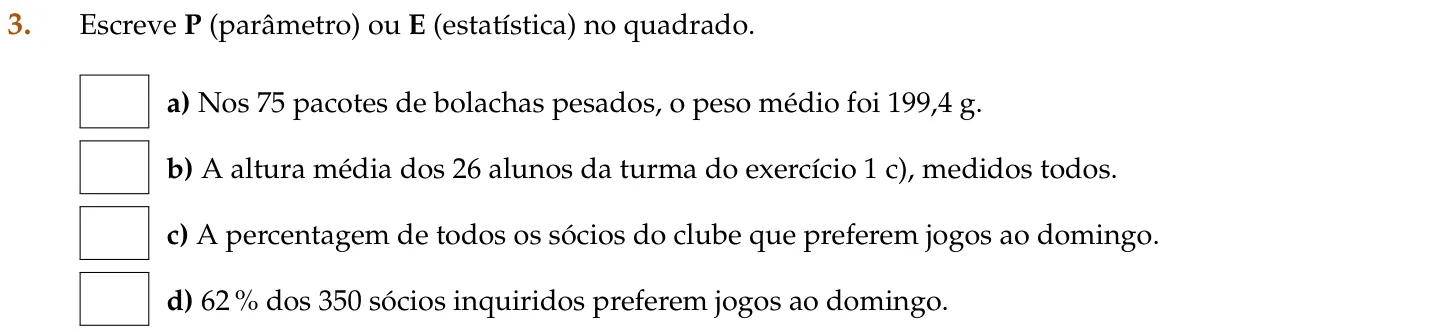 3. Escreve P (parâmetro) ou E (estatística) no quadrado.
a) Nos 75 pacotes de bolachas pesados, o peso médio foi 199,4 g.
b) A altura média dos 26 alunos da turma do exercício 1 c), medidos todos.
c) A percentagem de todos os sócios do clube que preferem jogos ao domingo.
d) 62 % dos 350 sócios inquiridos preferem jogos ao domingo.